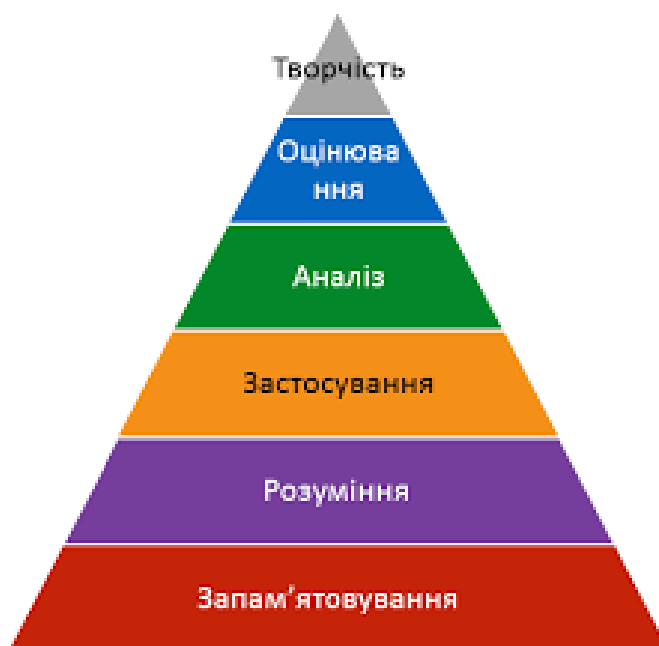 Творчість
Оцінюва
ння
Аналіз
Застосування
Розуміння
Запам’ятовування